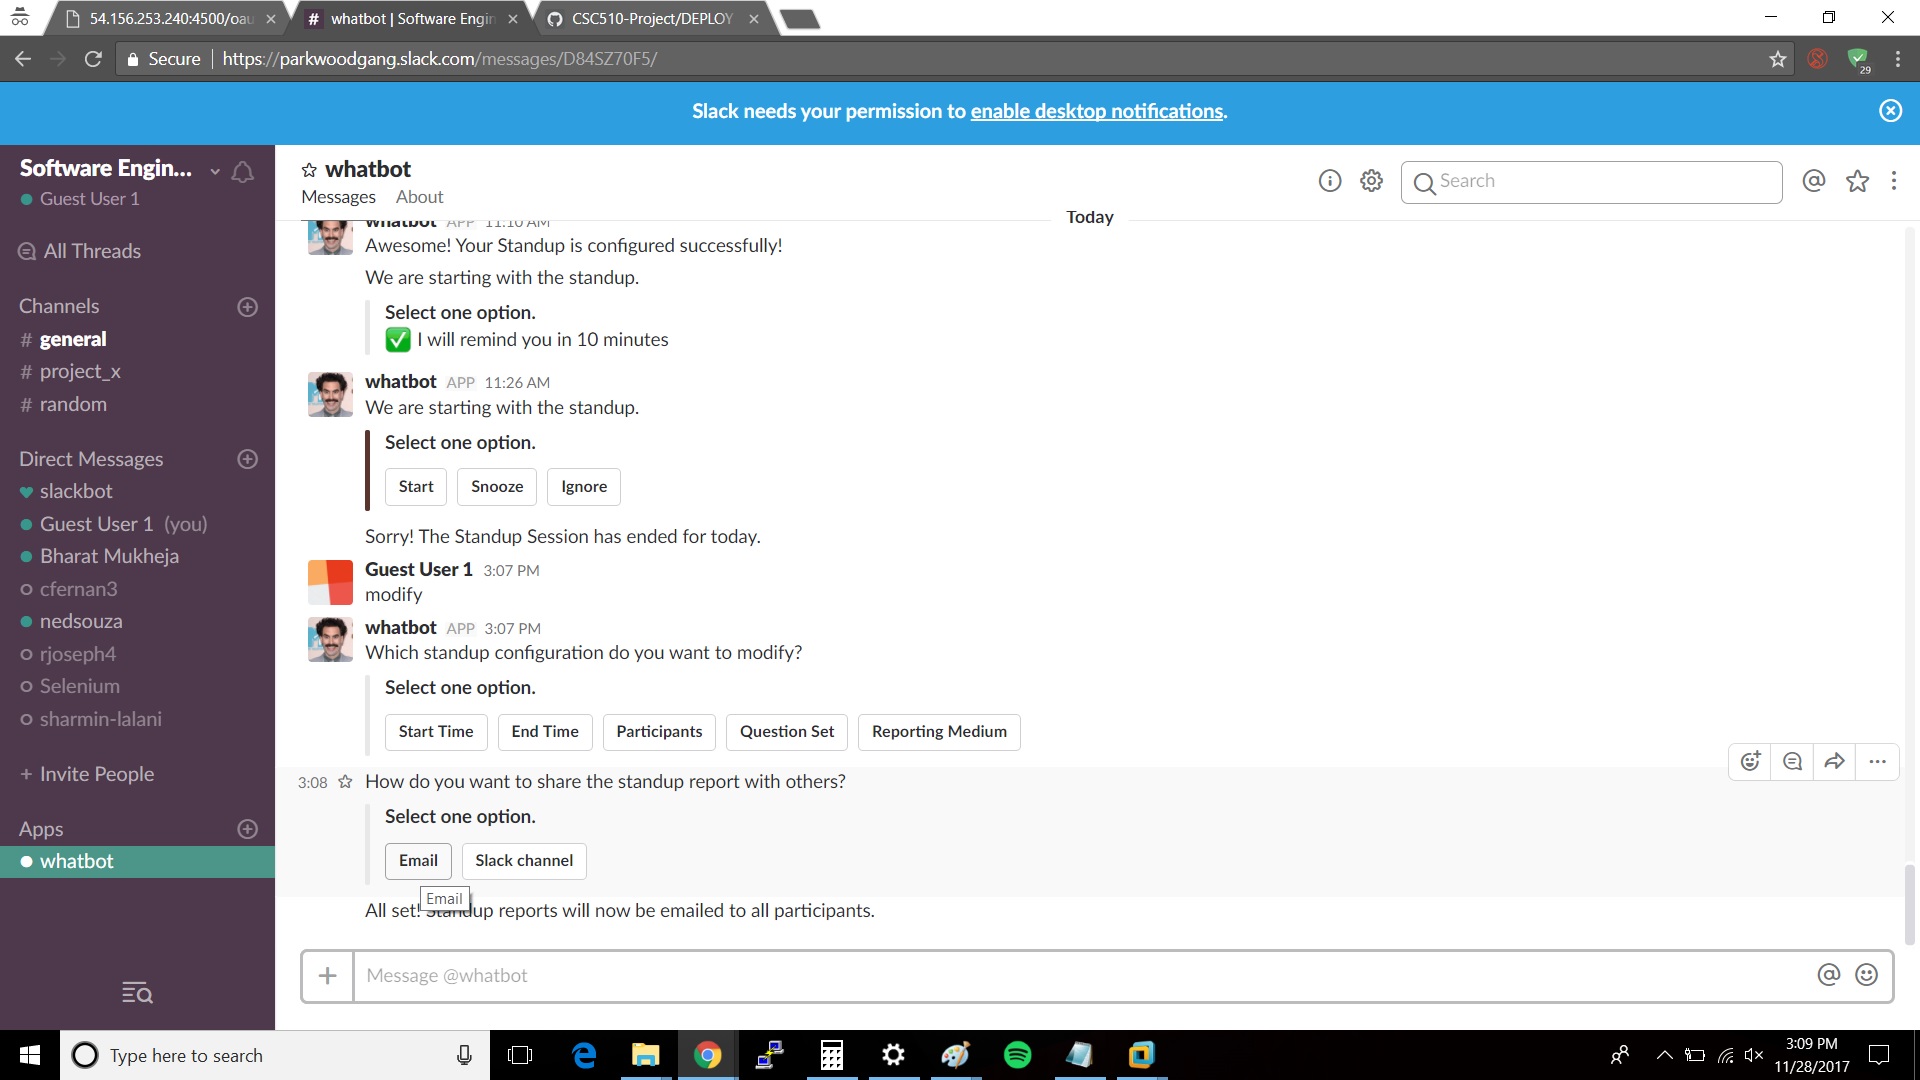 54.156.253.240:4500/oau
whatbot | Software Engin
CSC510-Project/DEPLOY
Secure
https://parkwoodgang.slack.com/messages/D84SZ70F5/
29
Slack needs your permission to enable desktop notifications.
Software Engin...
Guest User 1
All Threads
Channels
# general
# project_x
# random
Direct Messages
slackbot
Guest User 1 (you)
Bharat Mukheja
cfernan3
nedsouza
rjoseph4
Selenium
sharmin-lalani
+ Invite People
Apps
whatbot
whatbot
Messages About
Search
Today
whatbot APP 11:10 AM
Awesome! Your Standup is configured successfully!
We are starting with the standup.
Select one option.
I will remind you in 10 minutes
whatbot APP 11:26 AM
We are starting with the standup.
Select one option.
Start Snooze Ignore
Sorry! The Standup Session has ended for today.
Guest User 1 3:07 PM
modify
whatbot APP 3:07 PM
Which standup configuration do you want to modify?
Select one option.
Start Time End Time Participants Question Set Reporting Medium
3:08 How do you want to share the standup report with others?
Select one option.
Email Slack channel
Email
All set! Standup reports will now be emailed to all participants.
Message @whatbot
Type here to search
3:09 PM
11/28/2017